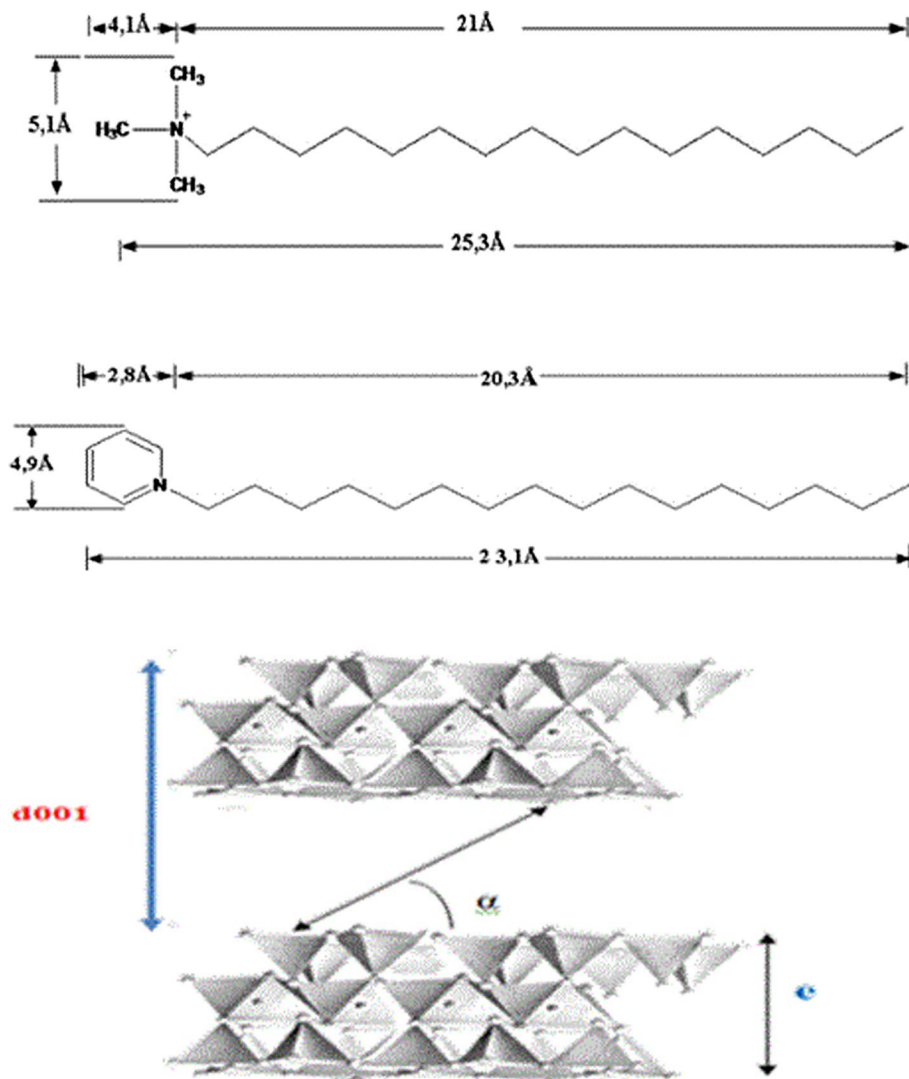 4,1Å 21Å
CH₃
5,1Å H₃C N +
CH₃
25,3Å
2,8Å 20,3Å
4,9Å N
2 3,1Å
d001
α
e